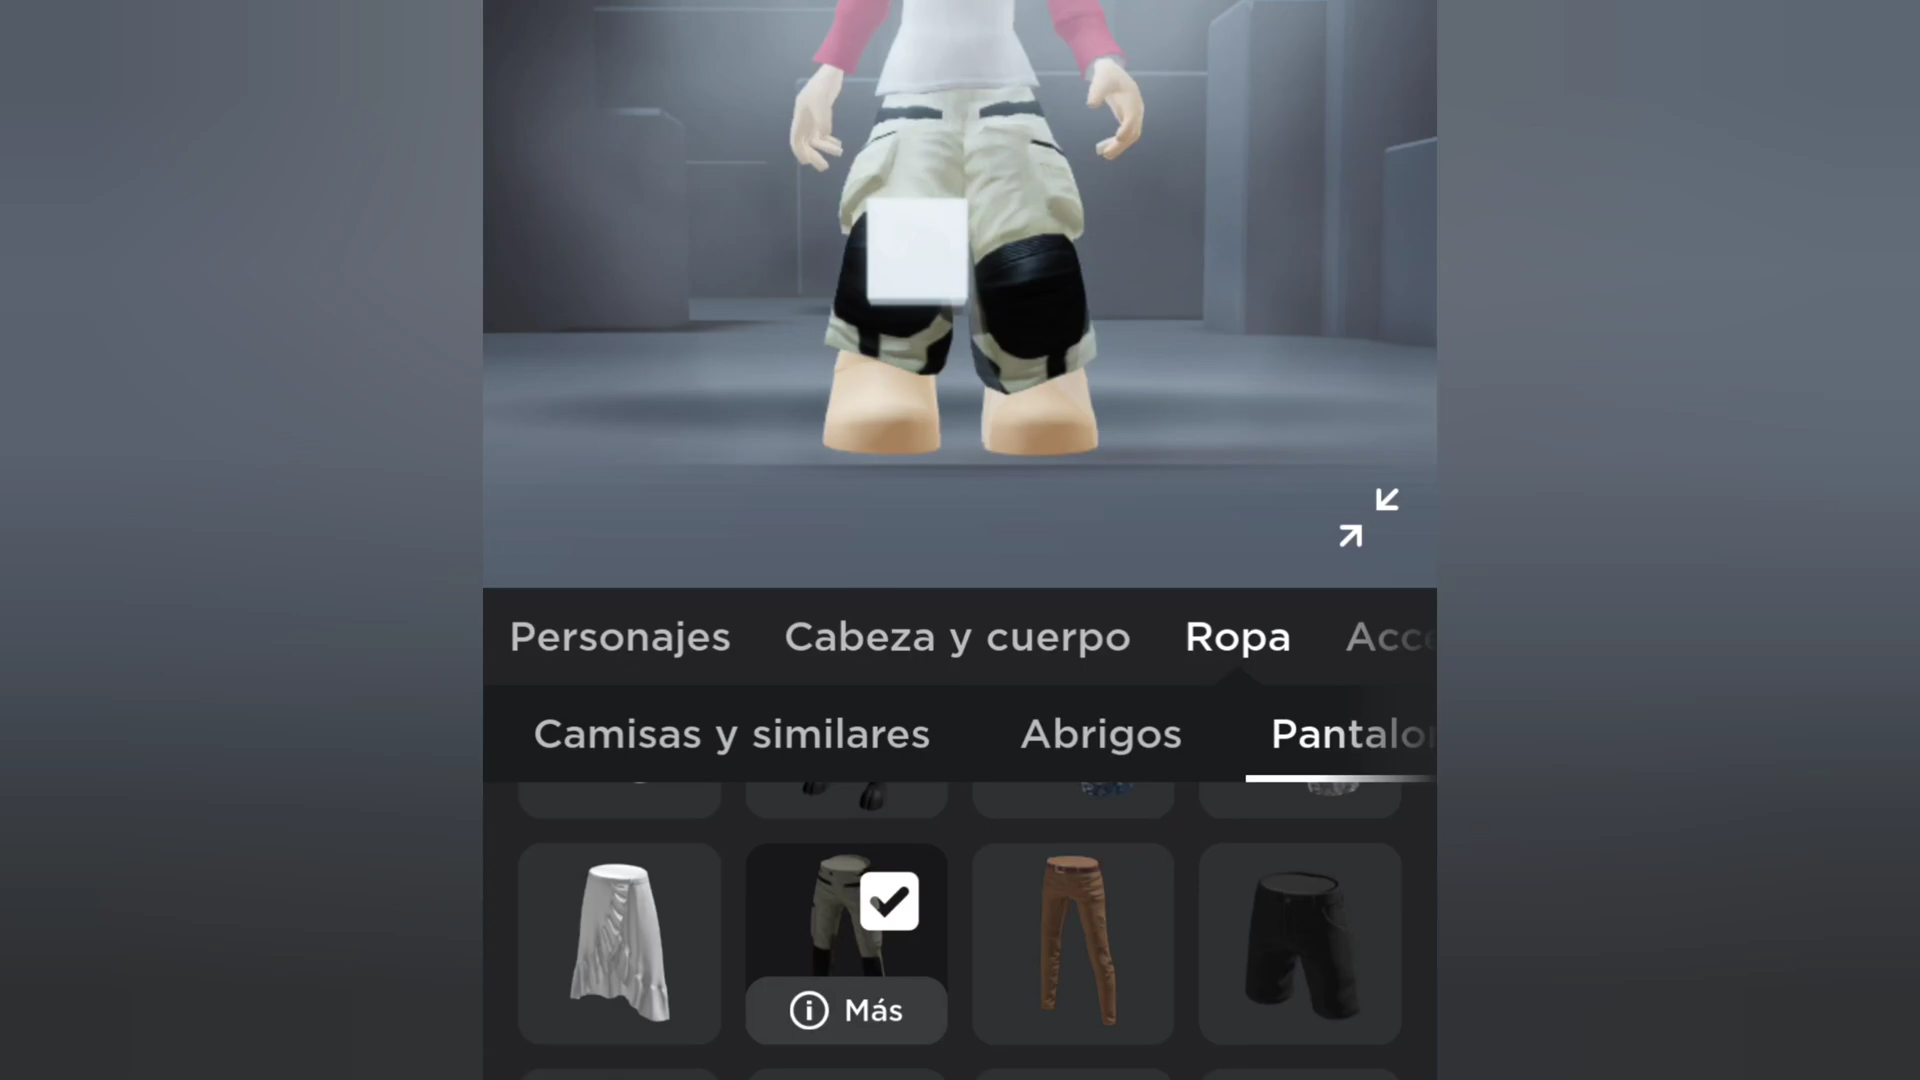 Personajes Cabeza y cuerpo Ropa
Camisas y similares Abrigos
Más